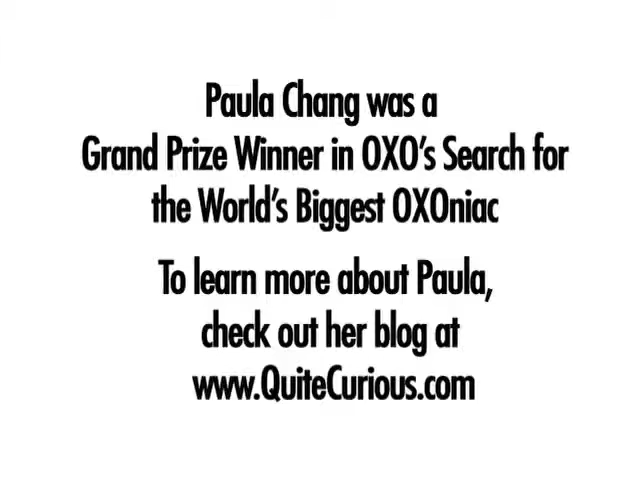 Paula Chang was a
Grand Prize Winner in OXO's Search for
the World's Biggest OXOniac
To learn more about Paula,
check out her blog at
www.QuiteCurious.com